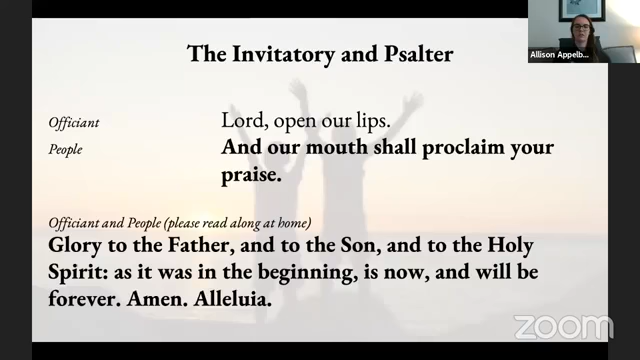 The Invitatory and Psalter
Allison Appelb...
Officiant Lord, open our lips.
People And our mouth shall proclaim your
praise.
Officiant and People (please read along at home)
Glory to the Father, and to the Son, and to the Holy
Spirit: as it was in the beginning, is now, and will be
forever. Amen. Alleluia.
zoom